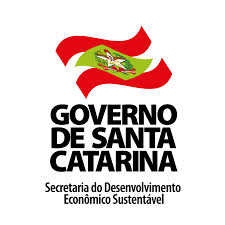 GOVERNO
DE SANTA
CATARINA
Secretaria do Desenvolvimento
Econômico Sustentável